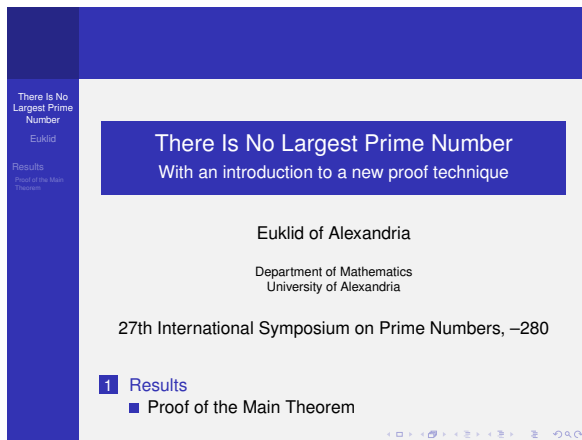 There Is No
Largest Prime
Number
Euklid
Results
Proof of the Main
Theorem
There Is No Largest Prime Number
With an introduction to a new proof technique
Euklid of Alexandria
Department of Mathematics
University of Alexandria
27th International Symposium on Prime Numbers, –280
1 Results
Proof of the Main Theorem